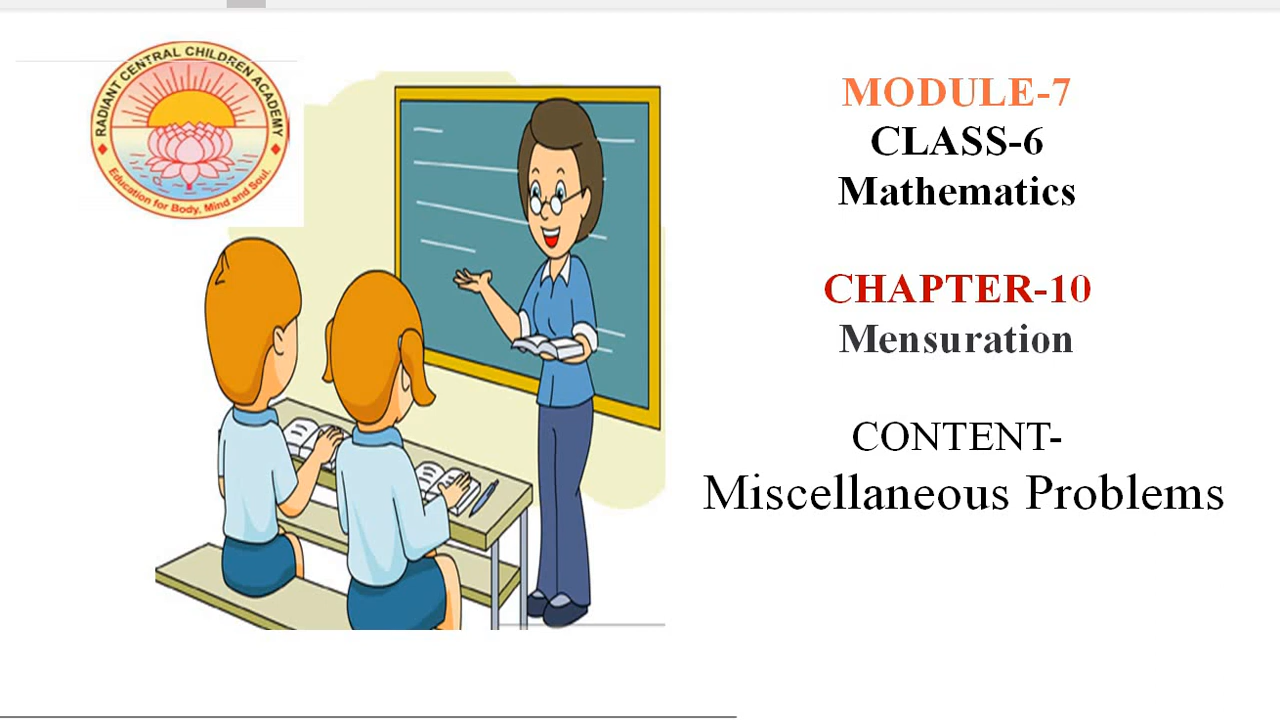 RADIANT CENTRAL CHILDREN ACADEMY
Education for Body, Mind and Soul.
MODULE-7
CLASS-6
Mathematics
CHAPTER-10
Mensuration
CONTENT-
Miscellaneous Problems